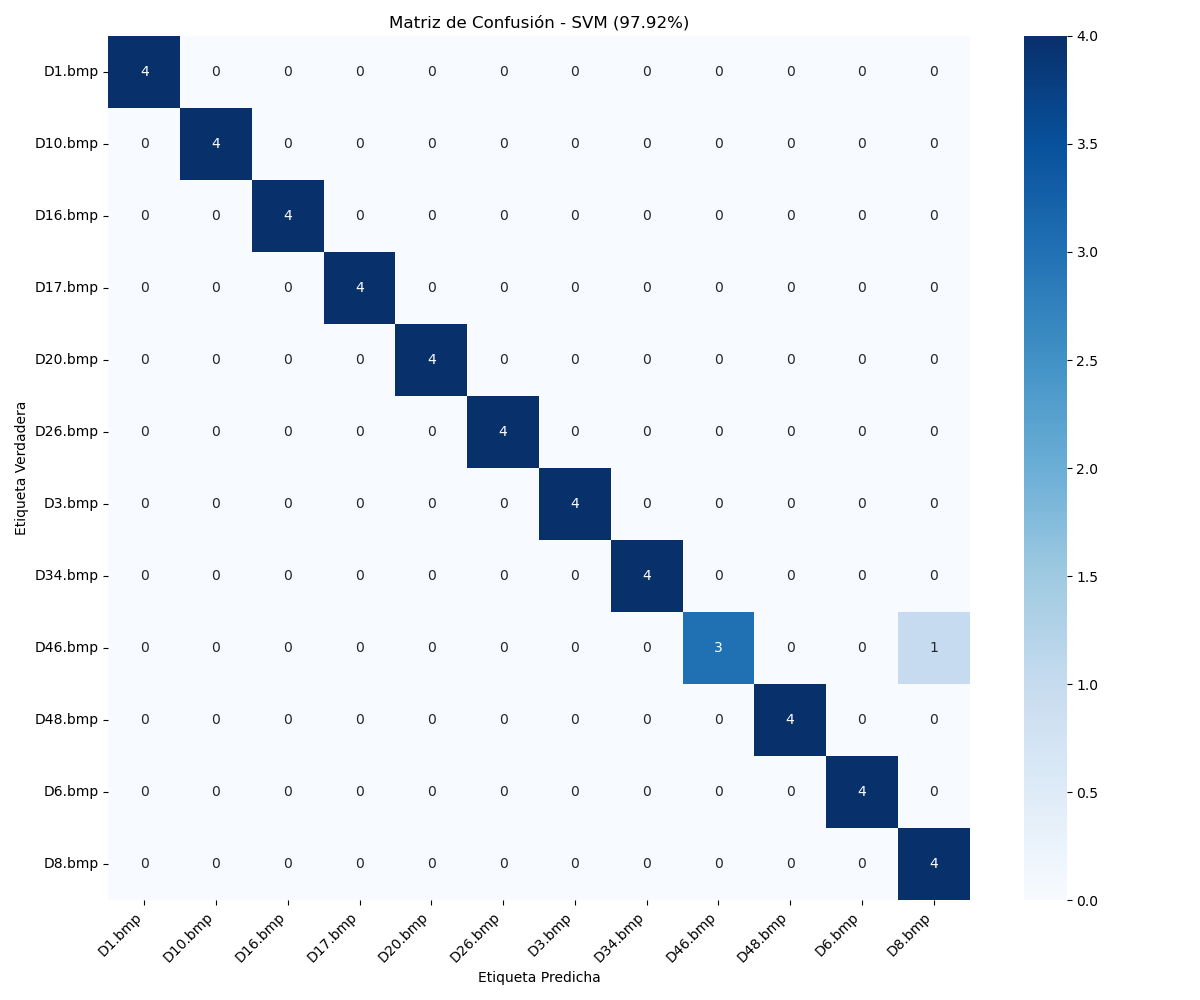 Matriz de Confusión - SVM (97.92%)
D1.bmp 4 0 0 0 0 0 0 0 0 0 0 0
D10.bmp 0 4 0 0 0 0 0 0 0 0 0 0
D16.bmp 0 0 4 0 0 0 0 0 0 0 0 0
D17.bmp 0 0 0 4 0 0 0 0 0 0 0 0
D20.bmp 0 0 0 0 4 0 0 0 0 0 0 0
D26.bmp 0 0 0 0 0 4 0 0 0 0 0 0
D3.bmp 0 0 0 0 0 0 4 0 0 0 0 0
D34.bmp 0 0 0 0 0 0 0 4 0 0 0 0
D46.bmp 0 0 0 0 0 0 0 0 3 0 0 1
D48.bmp 0 0 0 0 0 0 0 0 0 4 0 0
D6.bmp 0 0 0 0 0 0 0 0 0 0 4 0
D8.bmp 0 0 0 0 0 0 0 0 0 0 0 4
D1.bmp D10.bmp D16.bmp D17.bmp D20.bmp D26.bmp D3.bmp D34.bmp D46.bmp D48.bmp D6.bmp D8.bmp
Etiqueta Predicha
Etiqueta Verdadera
4.0
3.5
3.0
2.5
2.0
1.5
1.0
0.5
0.0